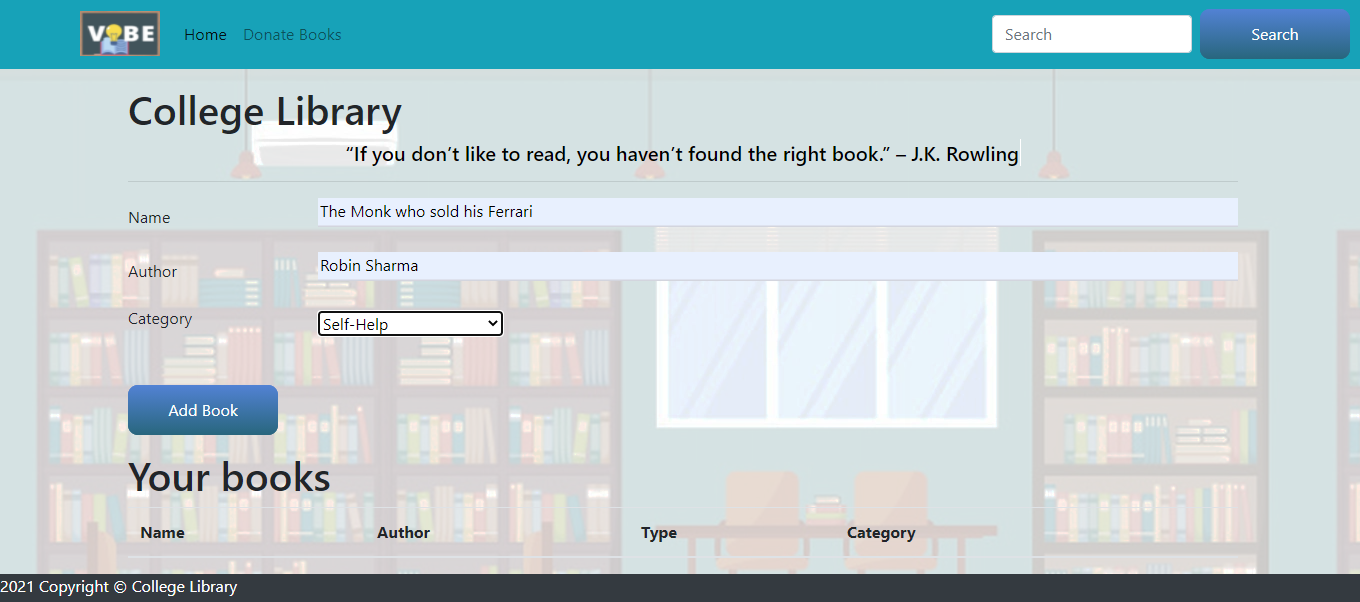 VOBE Home Donate Books Search Search
College Library
“If you don’t like to read, you haven’t found the right book.” – J.K. Rowling
Name The Monk who sold his Ferrari
Author Robin Sharma
Category Self-Help
Add Book
Your books
Name Author Type Category
2021 Copyright © College Library